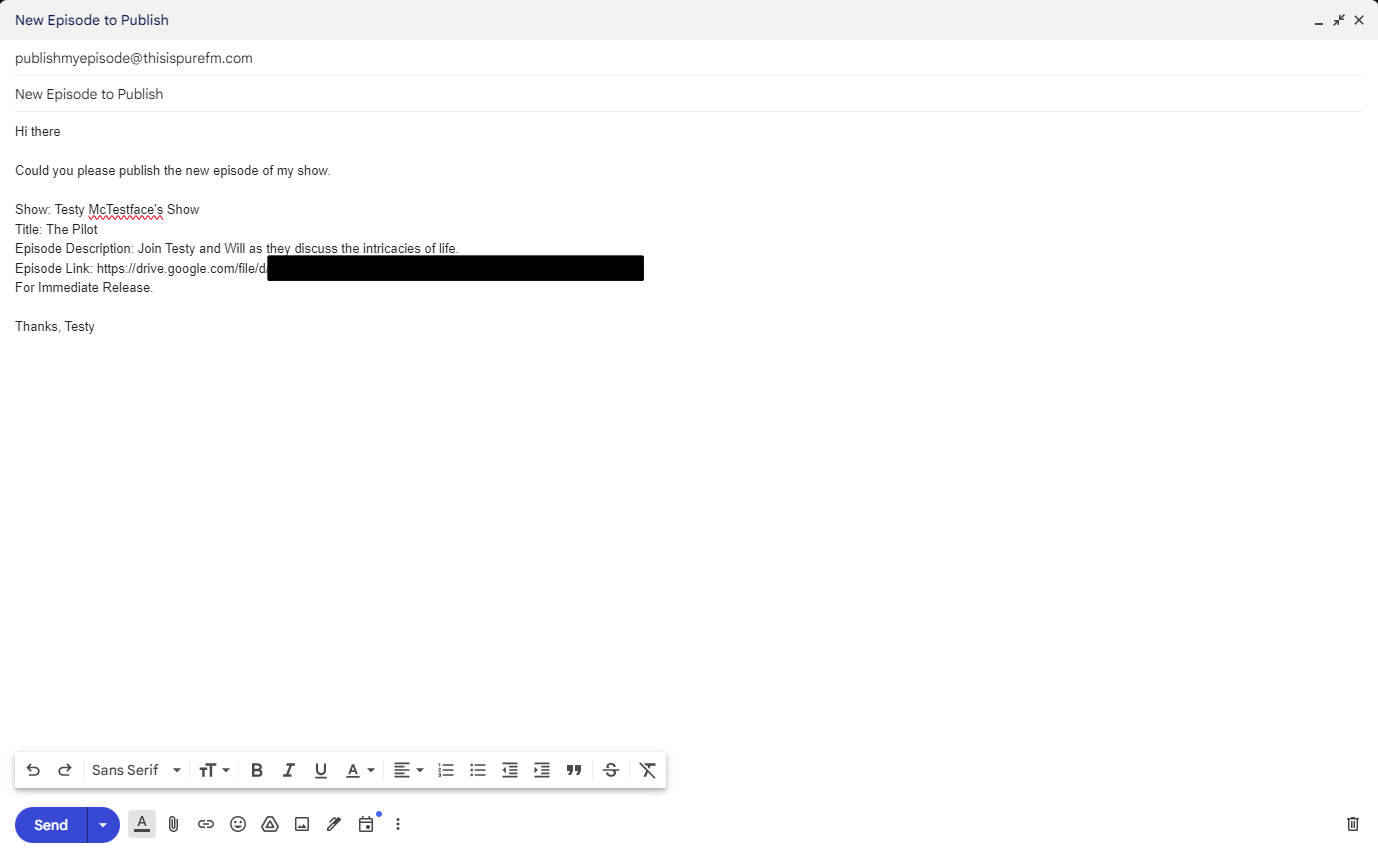 New Episode to Publish
publishmyepisode@thisispurefm.com
New Episode to Publish
Hi there
Could you please publish the new episode of my show.
Show: Testy McTestface's Show
Title: The Pilot
Episode Description: Join Testy and Will as they discuss the intricacies of life.
Episode Link: https://drive.google.com/file/d/
For Immediate Release.
Thanks, Testy
Sans Serif
Send